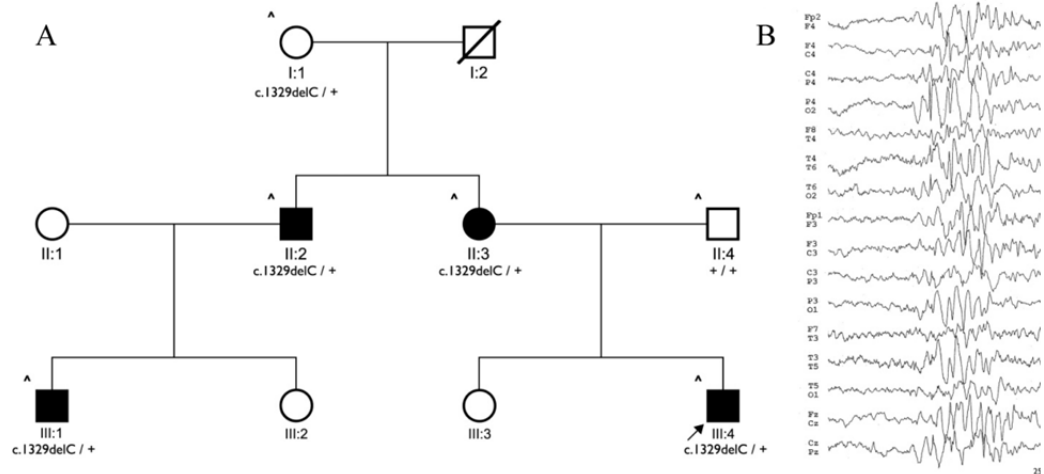 A
^
I:1
c.1329delC / +
I:2
II:1
^
II:2
c.1329delC / +
^
II:3
c.1329delC / +
^
II:4
+ / +
^
III:1
c.1329delC / +
III:2
III:3
^
III:4
c.1329delC / +
B
Fp2
F4
F4
C4
C4
P4
P4
O2
F8
T4
T4
T6
T6
O2
Fp1
F3
F3
C3
C3
P3
P3
O1
F7
T3
T3
T5
T5
O1
Fz
Cz
Cz
Pz